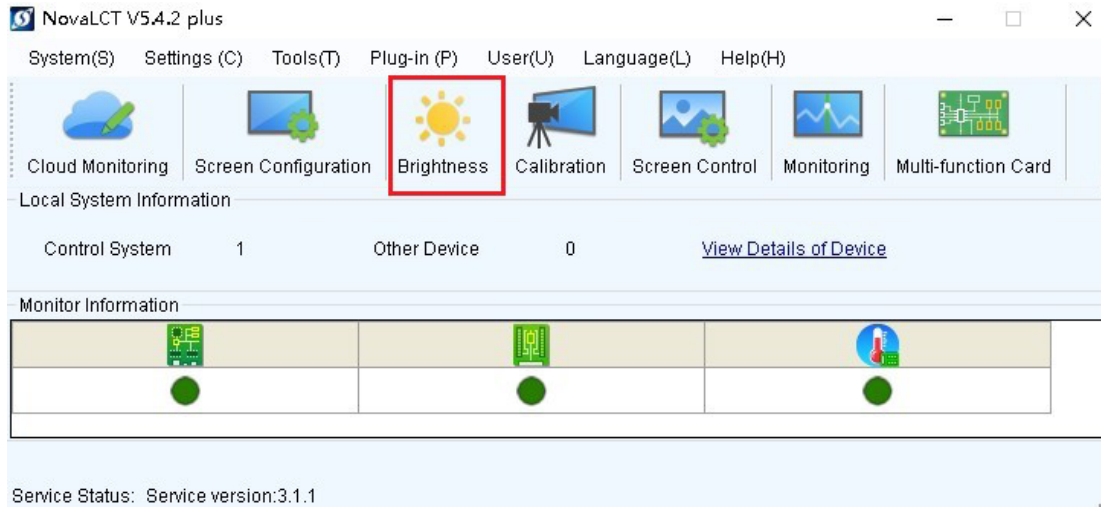 NovaLCT V5.4.2 plus
System(S) Settings (C) Tools(T) Plug-in (P) User(U) Language(L) Help(H)
Cloud Monitoring Screen Configuration Brightness Calibration Screen Control Monitoring Multi-function Card
Local System Information
Control System 1 Other Device 0 View Details of Device
Monitor Information
Service Status: Service version:3.1.1